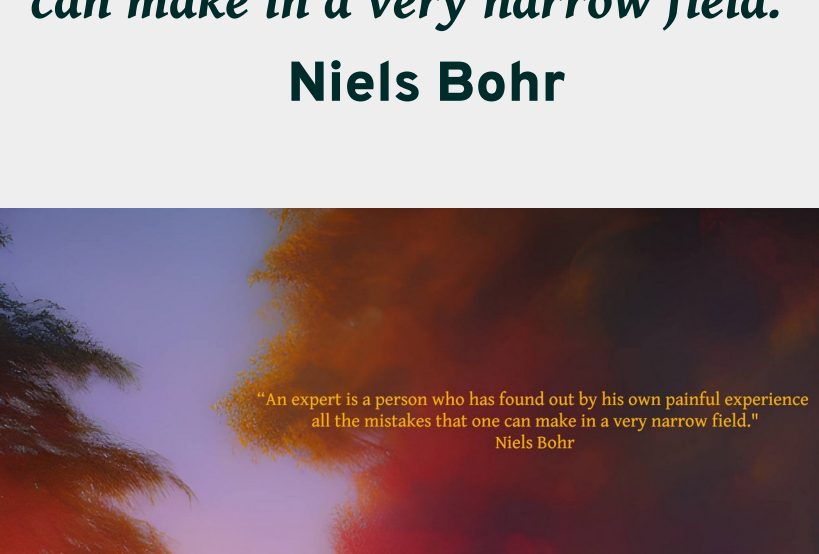 can make in a very narrow field.
Niels Bohr
“An expert is a person who has found out by his own painful experience
all the mistakes that one can make in a very narrow field."
Niels Bohr